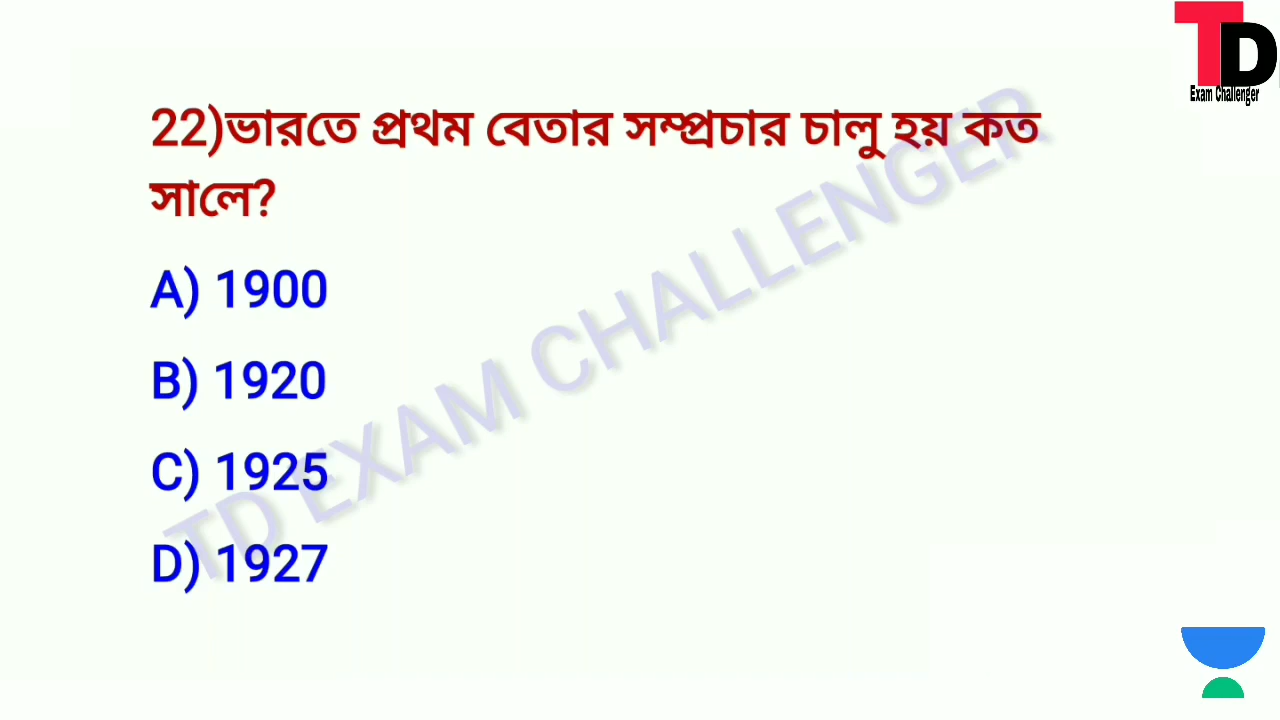 TD
Exam Challenger
22)ভারতে প্রথম বেতার সম্প্রচার চালু হয় কত
সালে?
A) 1900
B) 1920
C) 1925
D) 1927
TD EXAM CHALLENGER